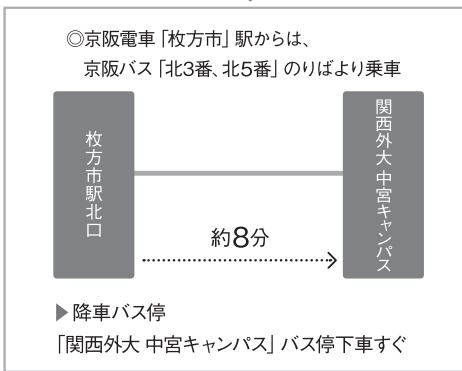 ◎京阪電車「枚方市」駅からは、
京阪バス「北3番、北5番」のりばより乗車
枚方市駅北口
関西外大 中宮キャンパス
約8分
▶降車バス停
「関西外大 中宮キャンパス」バス停下車すぐ